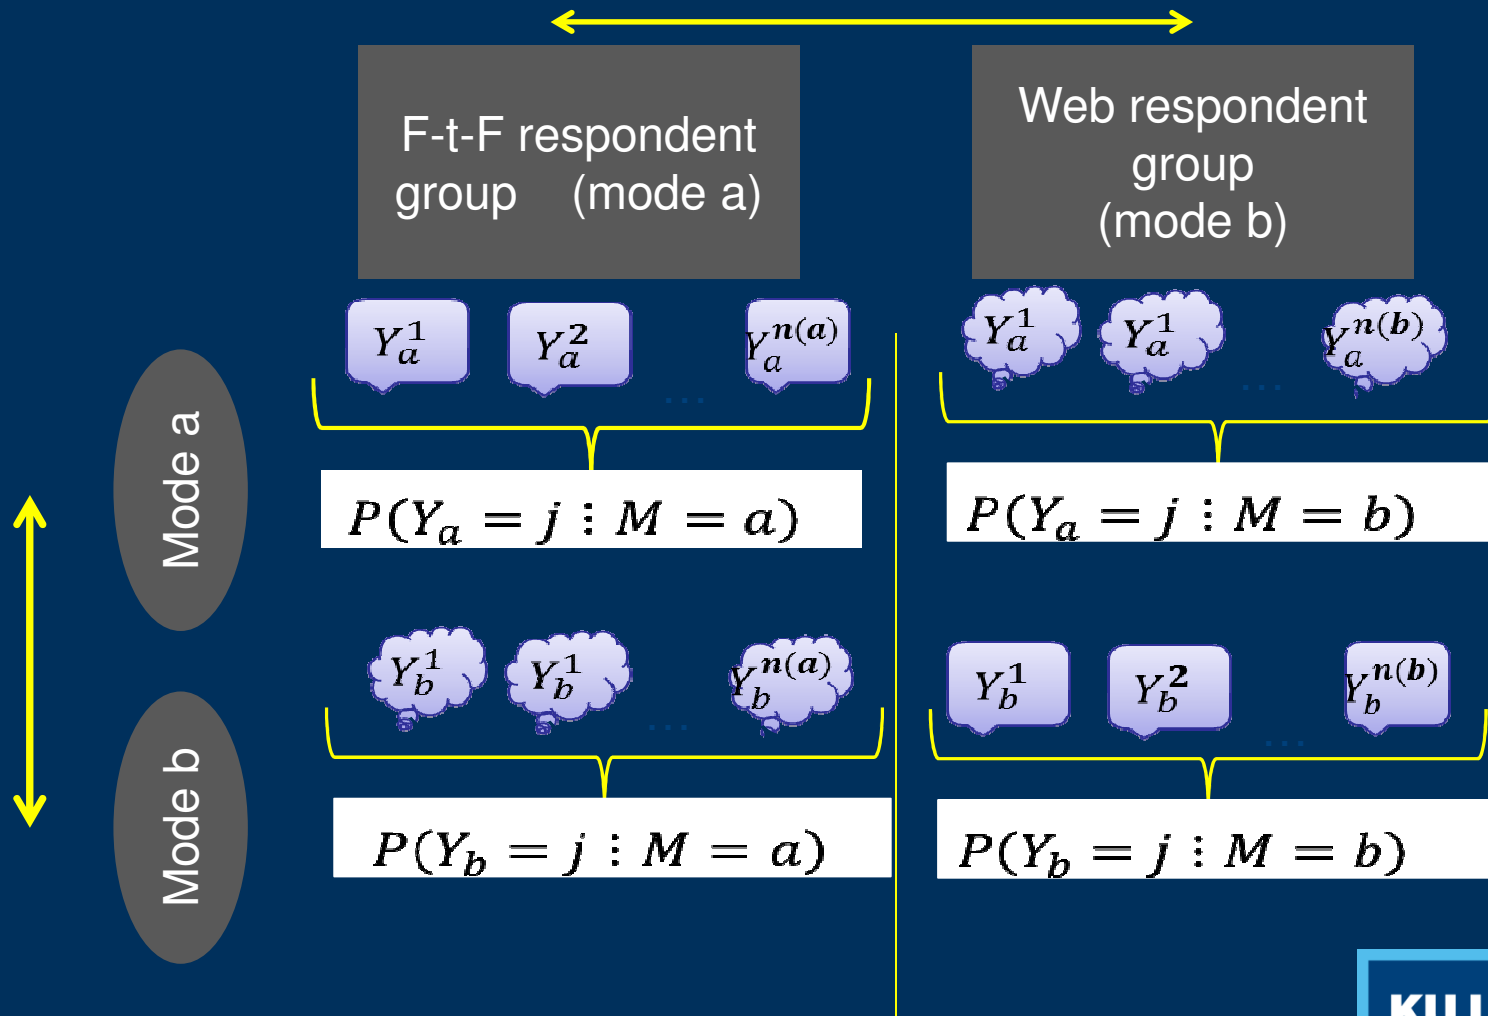 F-t-F respondent
group (mode a)
Web respondent
group
(mode b)
Y_a^1 Y_a^2 … Y_a^{n(a)}
Y_a^1 Y_a^1 … Y_a^{n(b)}
Mode a
P(Y_a = j ⋮ M = a)
P(Y_a = j ⋮ M = b)
Y_b^1 Y_b^1 … Y_b^{n(a)}
Y_b^1 Y_b^2 … Y_b^{n(b)}
Mode b
P(Y_b = j ⋮ M = a)
P(Y_b = j ⋮ M = b)